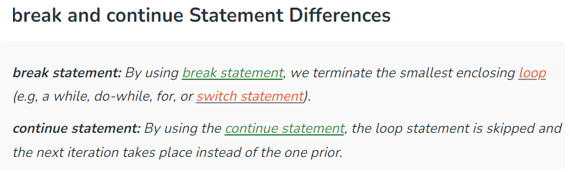 break and continue Statement Differences
break statement: By using break statement, we terminate the smallest enclosing loop
(e.g, a while, do-while, for, or switch statement).
continue statement: By using the continue statement, the loop statement is skipped and
the next iteration takes place instead of the one prior.